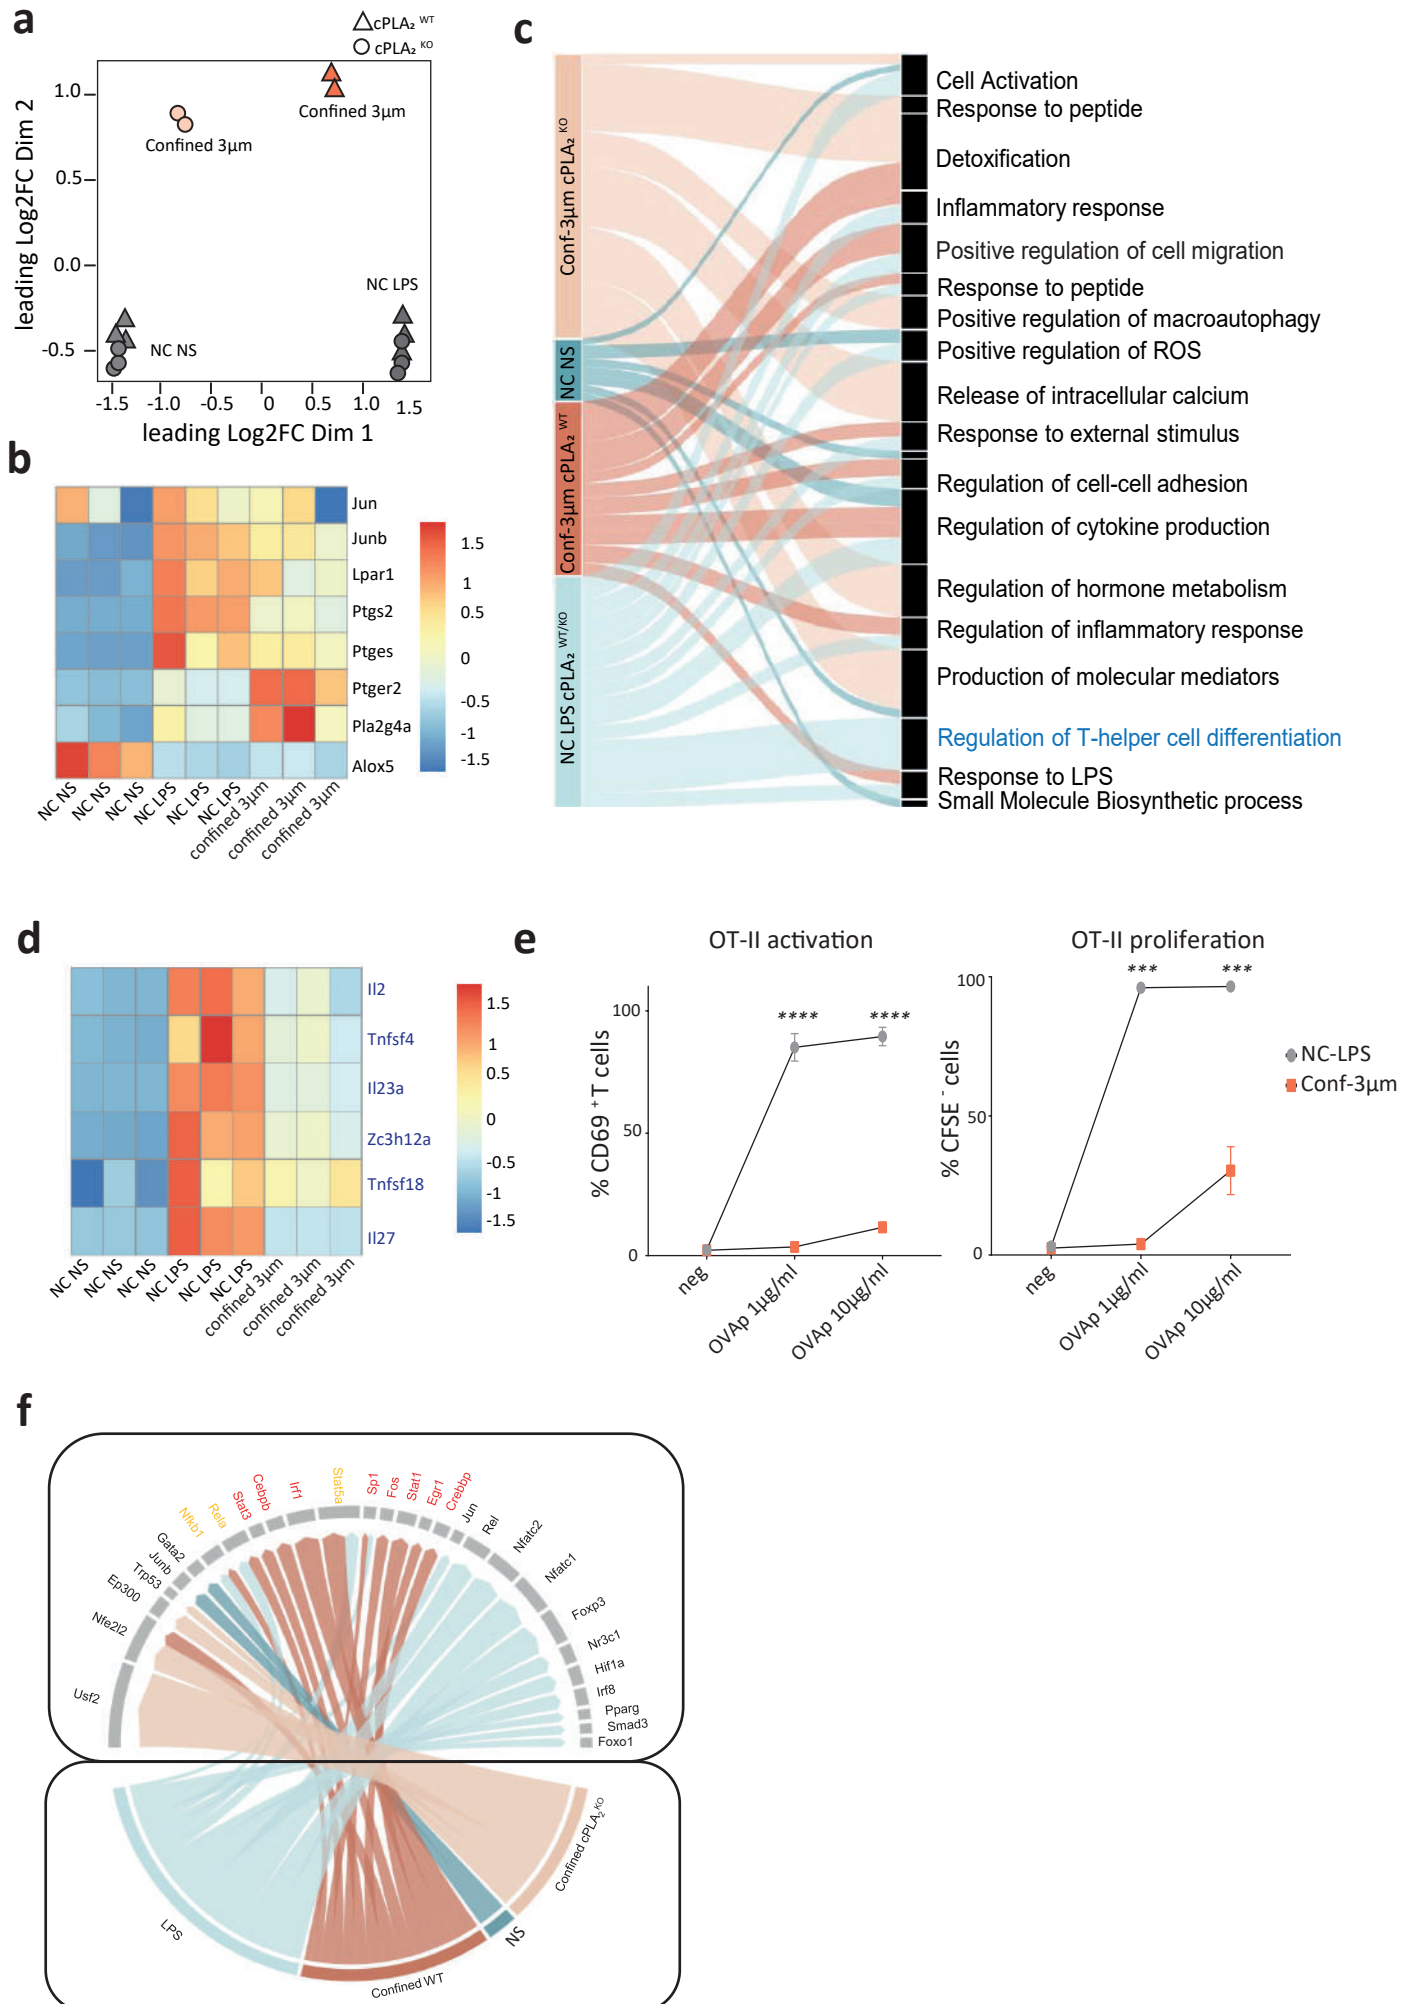 a
cPLA₂ WT
cPLA₂ KO
leading Log2FC Dim 2
1.0
0.5
0.0
-0.5
Confined 3µm
Confined 3µm
NC LPS
NC NS
-1.5 -1.0 -0.5 0 0.5 1.0 1.5
leading Log2FC Dim 1
b
Jun
Junb
Lpar1
Ptgs2
Ptges
Ptger2
Pla2g4a
Alox5
1.5
1
0.5
0
-0.5
-1
-1.5
NC NS
NC NS
NC NS
NC LPS
NC LPS
NC LPS
confined 3µm
confined 3µm
confined 3µm
c
Conf-3µm cPLA₂ KO
NC NS
Conf-3µm cPLA₂ WT
NC LPS cPLA₂ WT/KO
Cell Activation
Response to peptide
Detoxification
Inflammatory response
Positive regulation of cell migration
Response to peptide
Positive regulation of macroautophagy
Positive regulation of ROS
Release of intracellular calcium
Response to external stimulus
Regulation of cell-cell adhesion
Regulation of cytokine production
Regulation of hormone metabolism
Regulation of inflammatory response
Production of molecular mediators
Regulation of T-helper cell differentiation
Response to LPS
Small Molecule Biosynthetic process
d
Il2
Tnfsf4
Il23a
Zc3h12a
Tnfsf18
Il27
1.5
1
0.5
0
-0.5
-1
-1.5
NC NS
NC NS
NC NS
NC LPS
NC LPS
NC LPS
confined 3µm
confined 3µm
confined 3µm
e
OT-II activation
% CD69 + T cells
100
50
0
****
****
neg
OVAp 1µg/ml
OVAp 10µg/ml
OT-II proliferation
% CFSE - cells
100
50
0
***
***
neg
OVAp 1µg/ml
OVAp 10µg/ml
NC-LPS
Conf-3µm
f
Usf2
Nfe2l2
Ep300
Trp53
Junb
Gata2
Nfkb1
Rela
Stat3
Cebpb
Irf1
Stat5a
Sp1
Fos
Stat1
Egr1
Crebbp
Jun
Rel
Nfatc2
Nfatc1
Foxp3
Nr3c1
Hif1a
Irf8
Pparg
Smad3
Foxo1
LPS
Confined WT
NS
Confined cPLA₂ KO